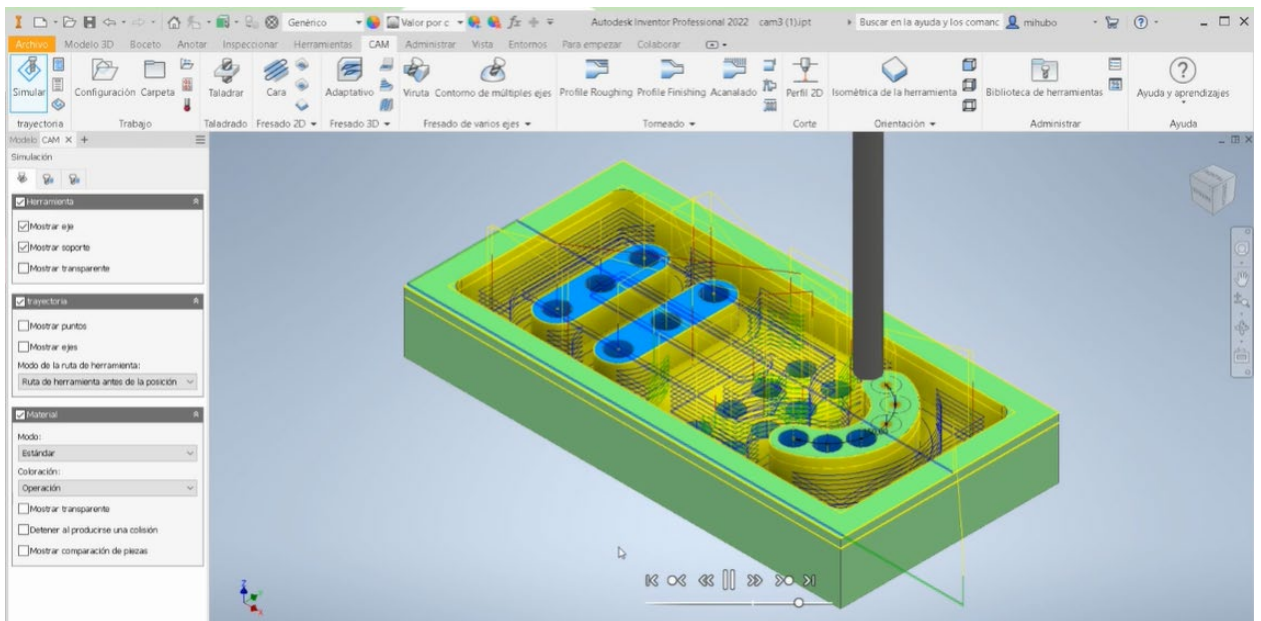 Genérico
Valor por c
Autodesk Inventor Professional 2022 cam3 (1).ipt
Buscar en la ayuda y los comanc
mihubo
Archivo Modelo 3D Boceto Anotar Inspeccionar Herramientas CAM Administrar Vista Entornos Para empezar Colaborar
Simular Configuración Carpeta Taladrar Cara Adaptativo Viruta Contorno de múltiples ejes Profile Roughing Profile Finishing Acanalado Perfil 2D Isométrica de la herramienta Biblioteca de herramientas Ayuda y aprendizajes
trayectoria Trabajo Taladrado Fresado 2D Fresado 3D Fresado de varios ejes Torneado Corte Orientación Administrar Ayuda
Modelo CAM × +
Simulación
Herramienta
Mostrar eje
Mostrar soporte
Mostrar transparente
trayectoria
Mostrar puntos
Mostrar ejes
Modo de la ruta de herramienta:
Ruta de herramienta antes de la posición
Material
Modo:
Estándar
Coloración:
Operación
Mostrar transparente
Detener al producirse una colisión
Mostrar comparación de piezas
Z
X